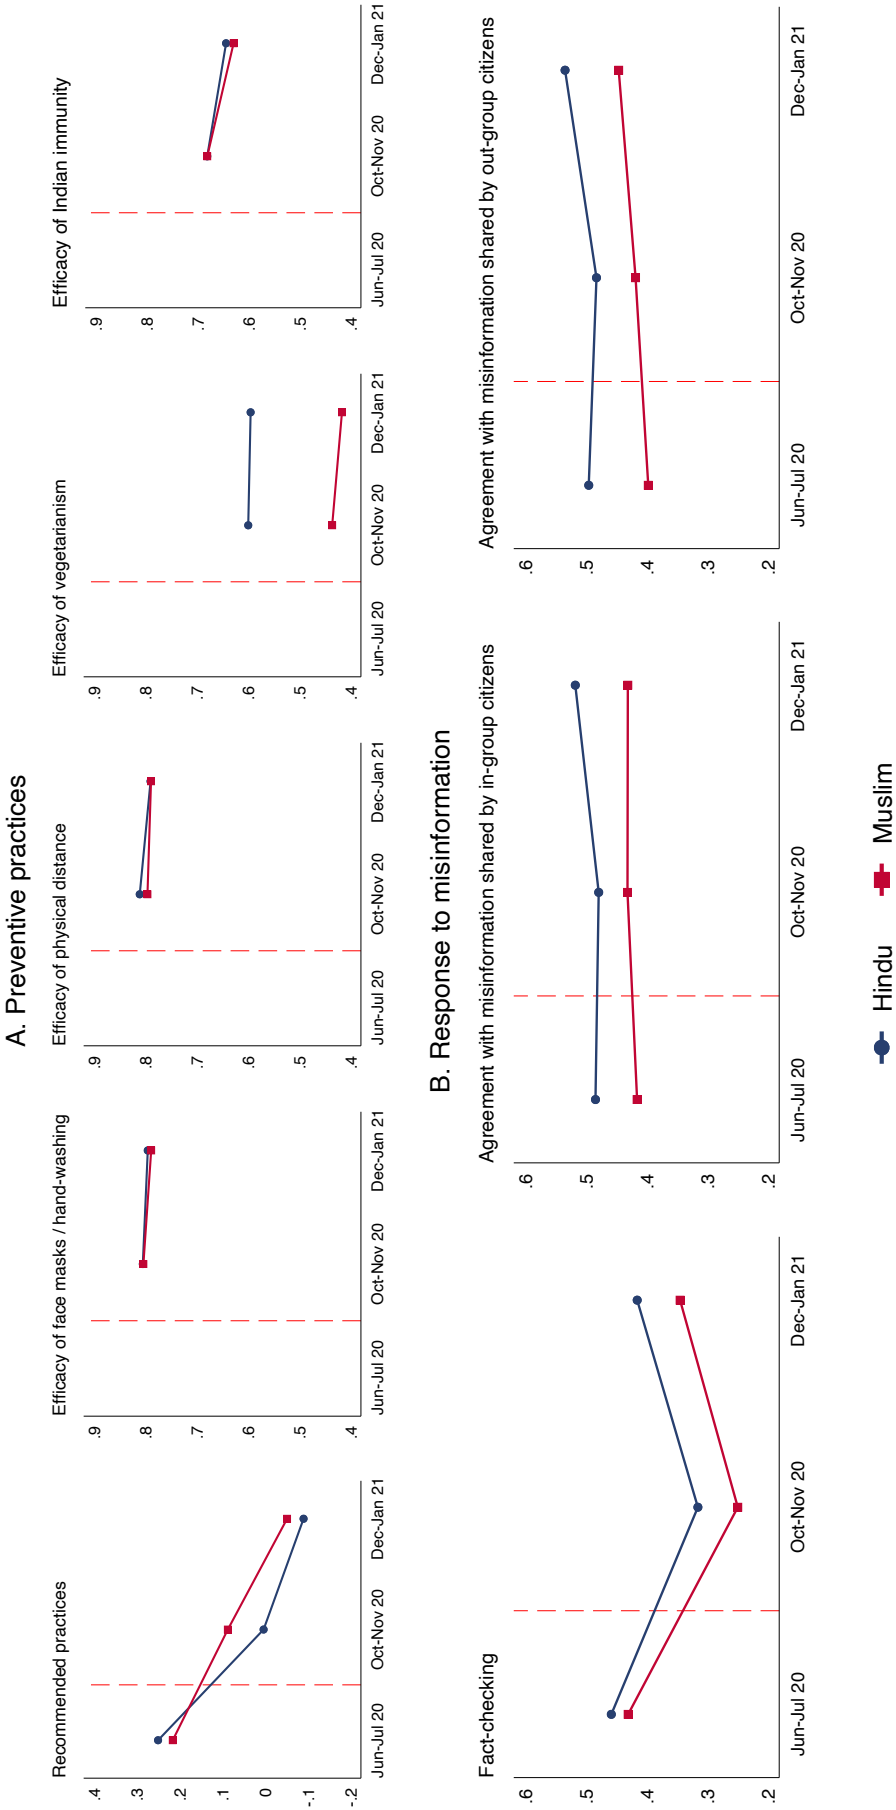 A. Preventive practices
Recommended practices
.4
.3
.2
.1
0
-.1
-.2
Jun-Jul 20 Oct-Nov 20 Dec-Jan 21
Efficacy of face masks / hand-washing
.9
.8
.7
.6
.5
.4
Jun-Jul 20 Oct-Nov 20 Dec-Jan 21
Efficacy of physical distance
.9
.8
.7
.6
.5
.4
Jun-Jul 20 Oct-Nov 20 Dec-Jan 21
Efficacy of vegetarianism
.9
.8
.7
.6
.5
.4
Jun-Jul 20 Oct-Nov 20 Dec-Jan 21
Efficacy of Indian immunity
.9
.8
.7
.6
.5
.4
Jun-Jul 20 Oct-Nov 20 Dec-Jan 21
B. Response to misinformation
Fact-checking
.6
.5
.4
.3
.2
Jun-Jul 20 Oct-Nov 20 Dec-Jan 21
Agreement with misinformation shared by in-group citizens
.6
.5
.4
.3
.2
Jun-Jul 20 Oct-Nov 20 Dec-Jan 21
Agreement with misinformation shared by out-group citizens
.6
.5
.4
.3
.2
Jun-Jul 20 Oct-Nov 20 Dec-Jan 21
Hindu Muslim